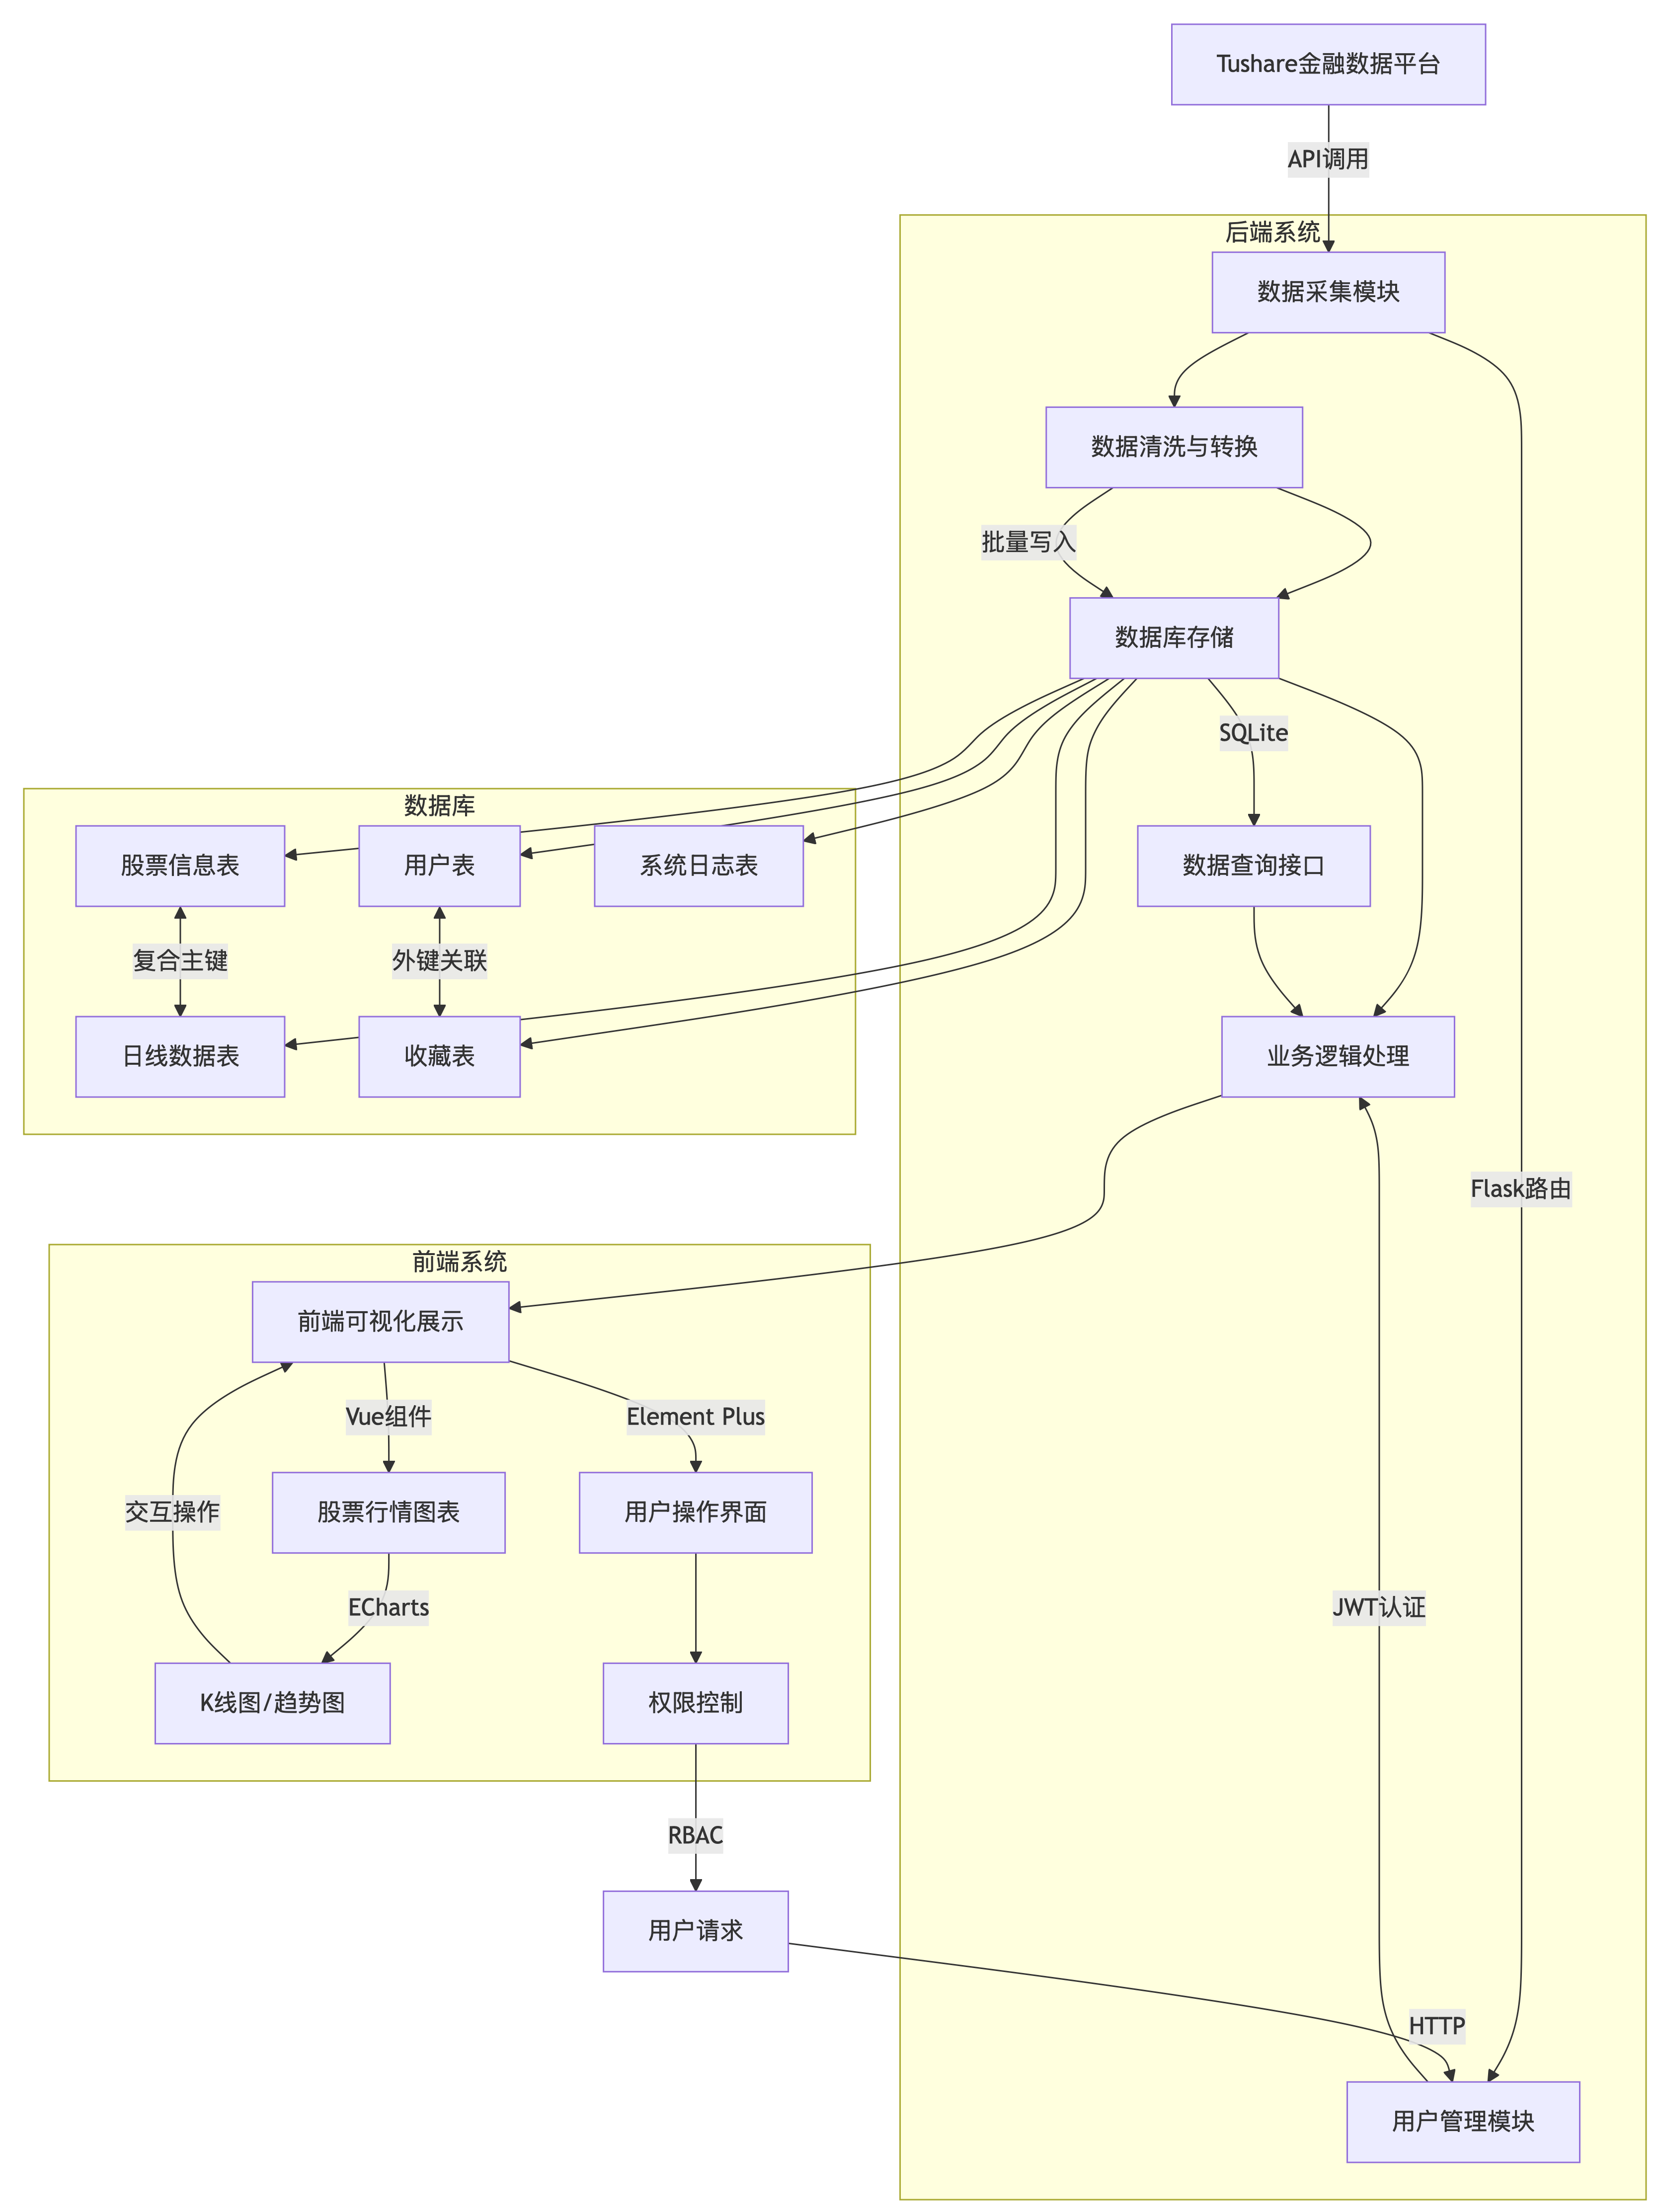 Tushare金融数据平台
API调用
后端系统
数据采集模块
数据清洗与转换
批量写入
数据库存储
SQLite
数据库
股票信息表
用户表
系统日志表
数据查询接口
复合主键
外键关联
日线数据表
收藏表
业务逻辑处理
Flask路由
前端系统
前端可视化展示
Vue组件
Element Plus
交互操作
股票行情图表
用户操作界面
ECharts
JWT认证
K线图/趋势图
权限控制
RBAC
用户请求
HTTP
用户管理模块